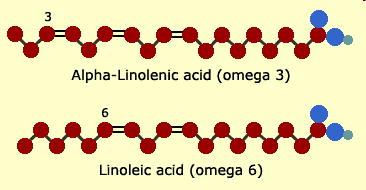 3
Alpha-Linolenic acid (omega 3)
6
Linoleic acid (omega 6)